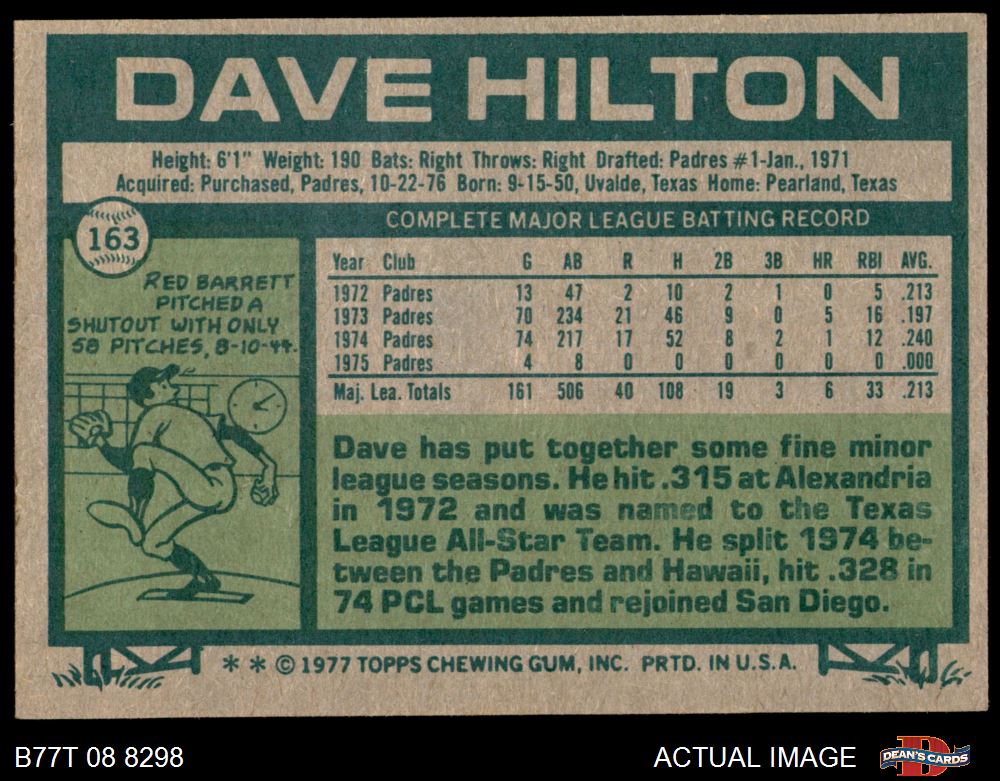 DAVE HILTON
Height: 6'1" Weight: 190 Bats: Right Throws: Right Drafted: Padres #1-Jan., 1971
Acquired: Purchased, Padres, 10-22-76 Born: 9-15-50, Uvalde, Texas Home: Pearland, Texas
163
RED BARRETT
PITCHED A
SHUTOUT WITH ONLY
58 PITCHES, 8-10-44.
COMPLETE MAJOR LEAGUE BATTING RECORD
Year Club G AB R H 2B 3B HR RBI AVG.
1972 Padres 13 47 2 10 2 1 0 5 .213
1973 Padres 70 234 21 46 9 0 5 16 .197
1974 Padres 74 217 17 52 8 2 1 12 .240
1975 Padres 4 8 0 0 0 0 0 0 .000
Maj. Lea. Totals 161 506 40 108 19 3 6 33 .213
Dave has put together some fine minor
league seasons. He hit .315 at Alexandria
in 1972 and was named to the Texas
League All-Star Team. He split 1974 be-
tween the Padres and Hawaii, hit .328 in
74 PCL games and rejoined San Diego.
* * © 1977 TOPPS CHEWING GUM, INC. PRTD. IN U.S.A.
B77T 08 8298
ACTUAL IMAGE
DEAN'S CARDS